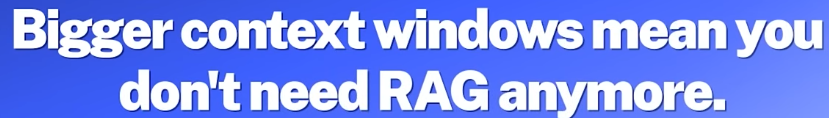 Bigger context windows mean you
don't need RAG anymore.